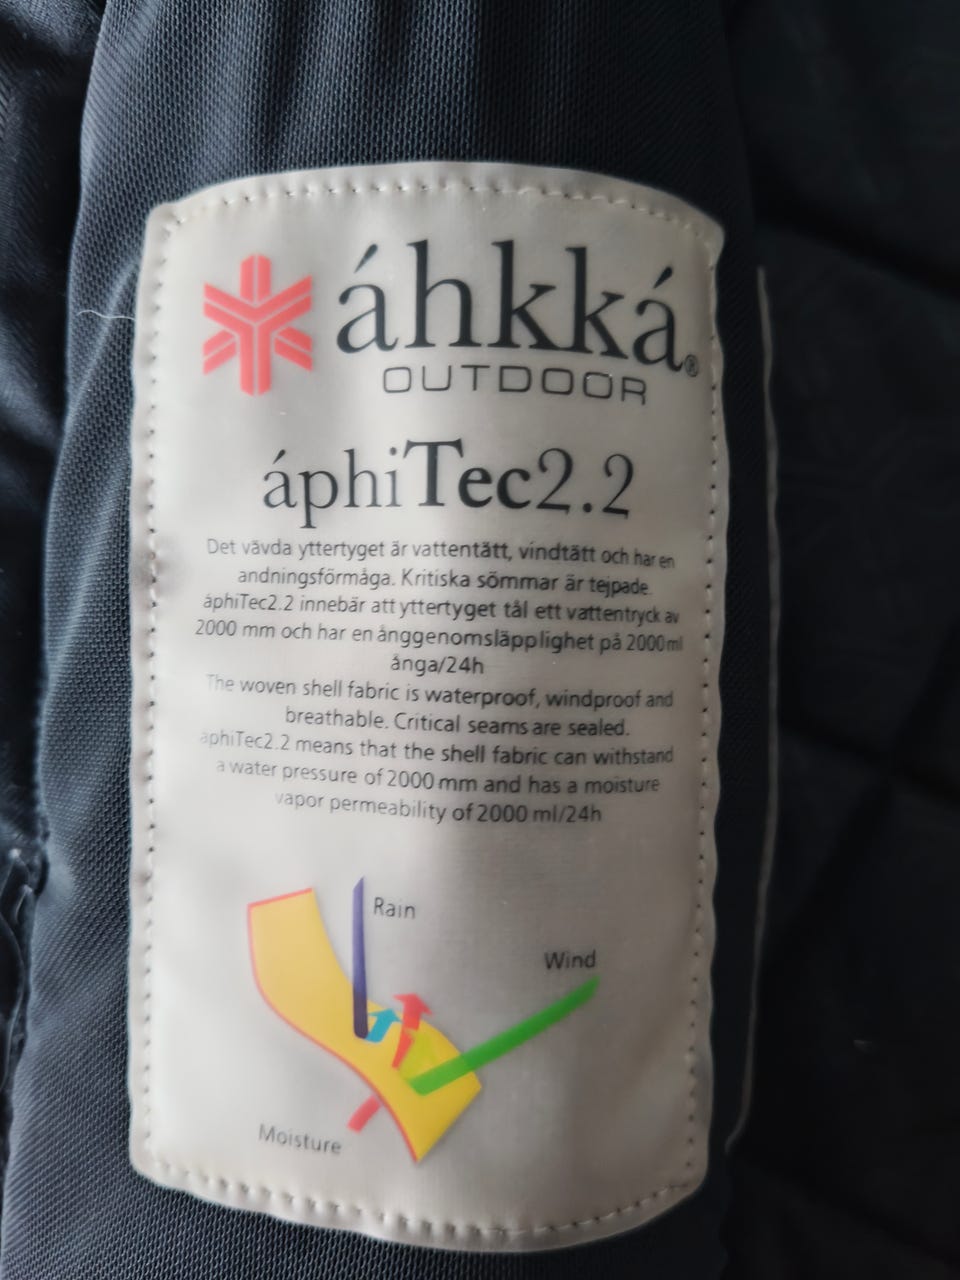 áhkká®
OUTDOOR
áphiTec2.2
Det vävda yttertyget är vattentätt, vindtätt och har en
andningsförmåga. Kritiska sömmar är tejpade.
áphiTec2.2 innebär att yttertyget tål ett vattentryck av
2000 mm och har en ånggenomsläpplighet på 2000 ml
ånga/24h
The woven shell fabric is waterproof, windproof and
breathable. Critical seams are sealed.
aphiTec2.2 means that the shell fabric can withstand
a water pressure of 2000 mm and has a moisture
vapor permeability of 2000 ml/24h
Rain
Wind
Moisture